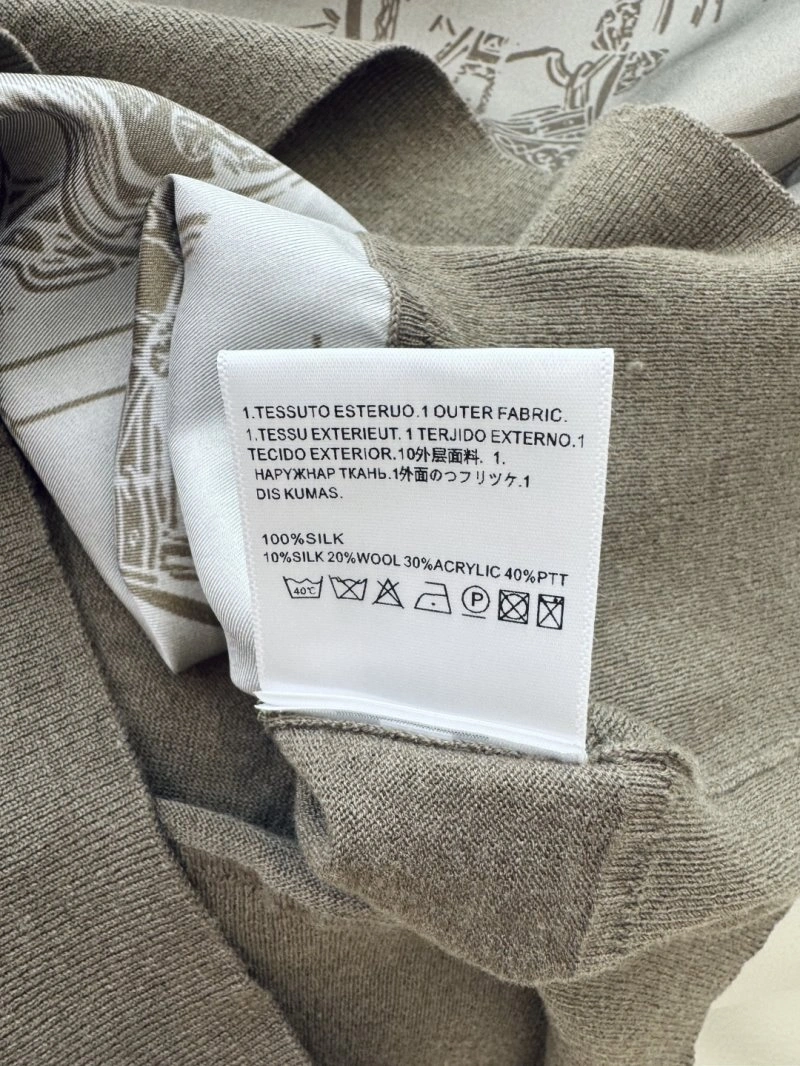 1.TESSUTO ESTERUO.1 OUTER FABRIC.
1.TESSU EXTERIEUT. 1 TERJIDO EXTERNO.1
TECIDO EXTERIOR.10外层面料. 1.
НАРУЖНАР ТКАНЬ.1外面のつフリツケ.1
DIS KUMAS.
100%SILK
10%SILK 20%WOOL 30%ACRYLIC 40%PTT
40℃
P